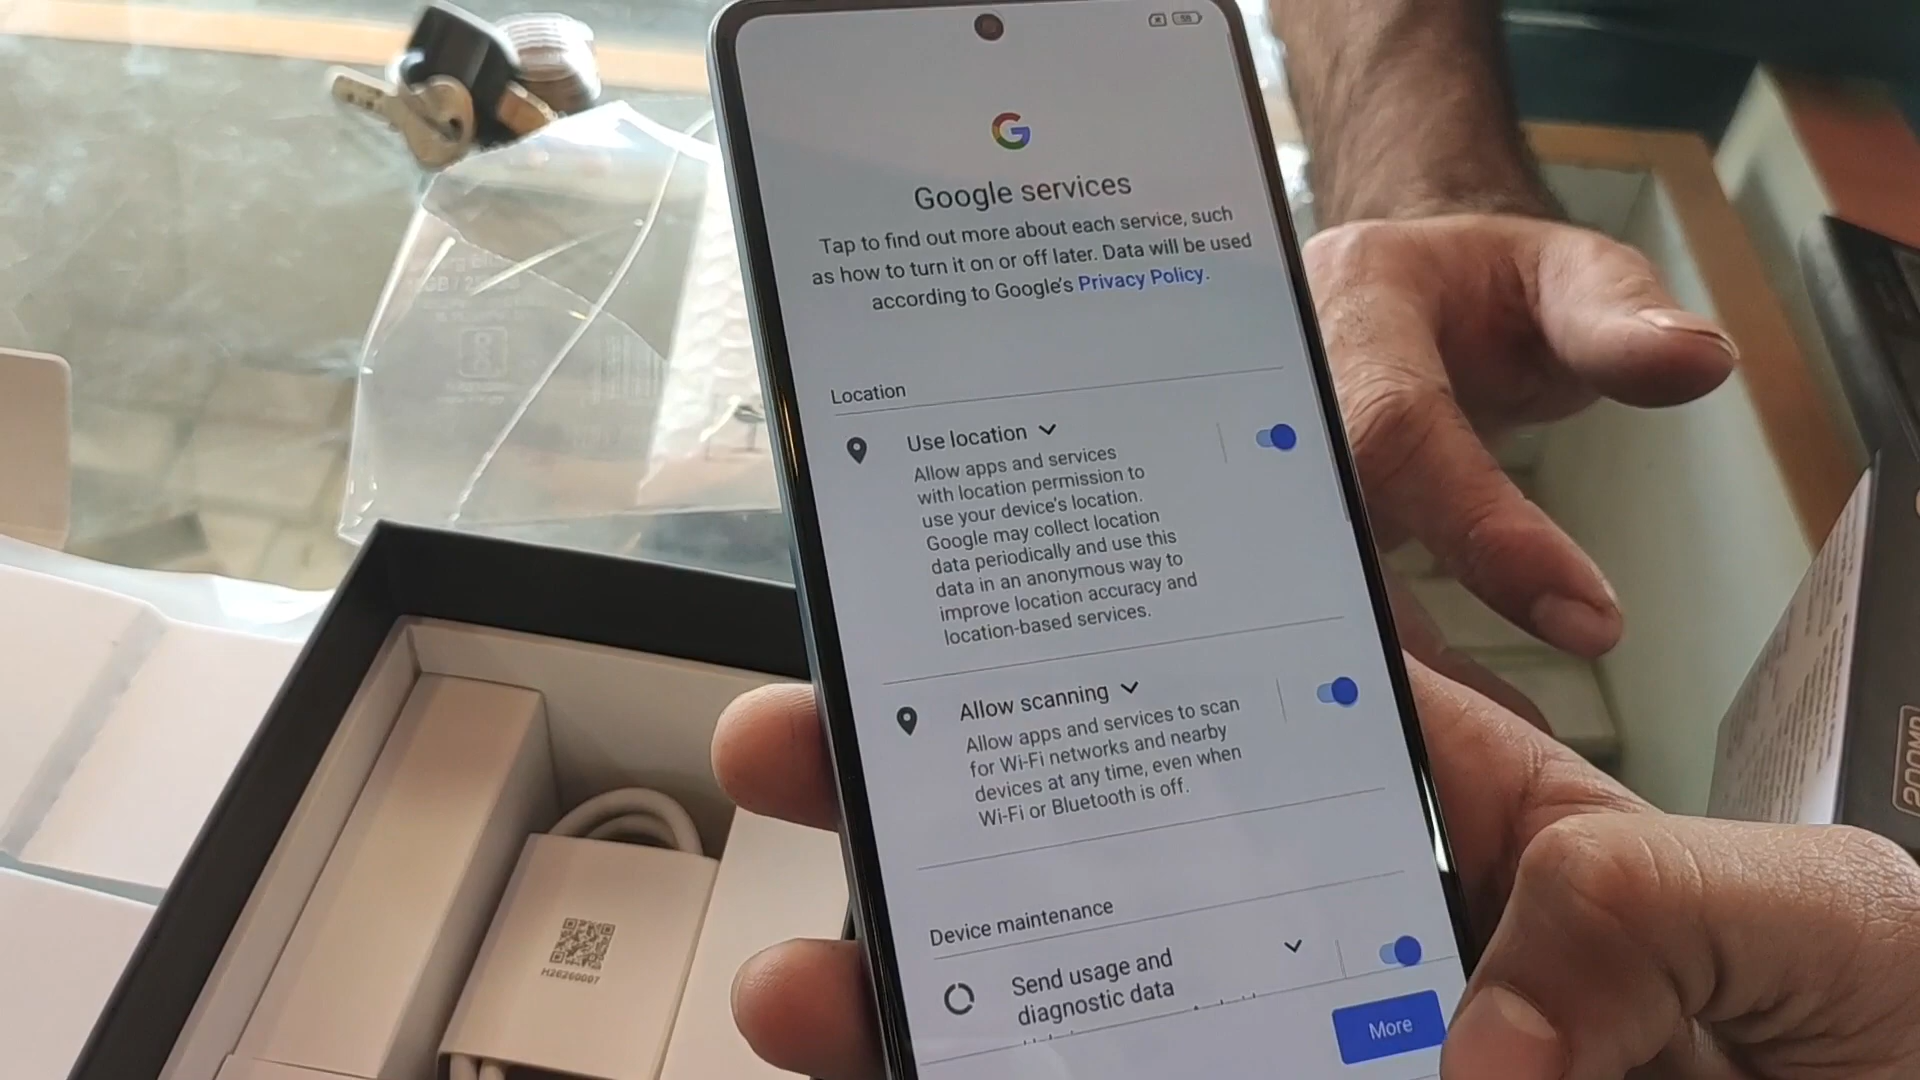 Google services
Tap to find out more about each service, such
as how to turn it on or off later. Data will be used
according to Google's Privacy Policy.
Location
Use location
Allow apps and services
with location permission to
use your device's location.
Google may collect location
data periodically and use this
data in an anonymous way to
improve location accuracy and
location-based services.
Allow scanning
Allow apps and services to scan
for Wi-Fi networks and nearby
devices at any time, even when
Wi-Fi or Bluetooth is off.
Device maintenance
Send usage and
diagnostic data
More
H26260007
200MP